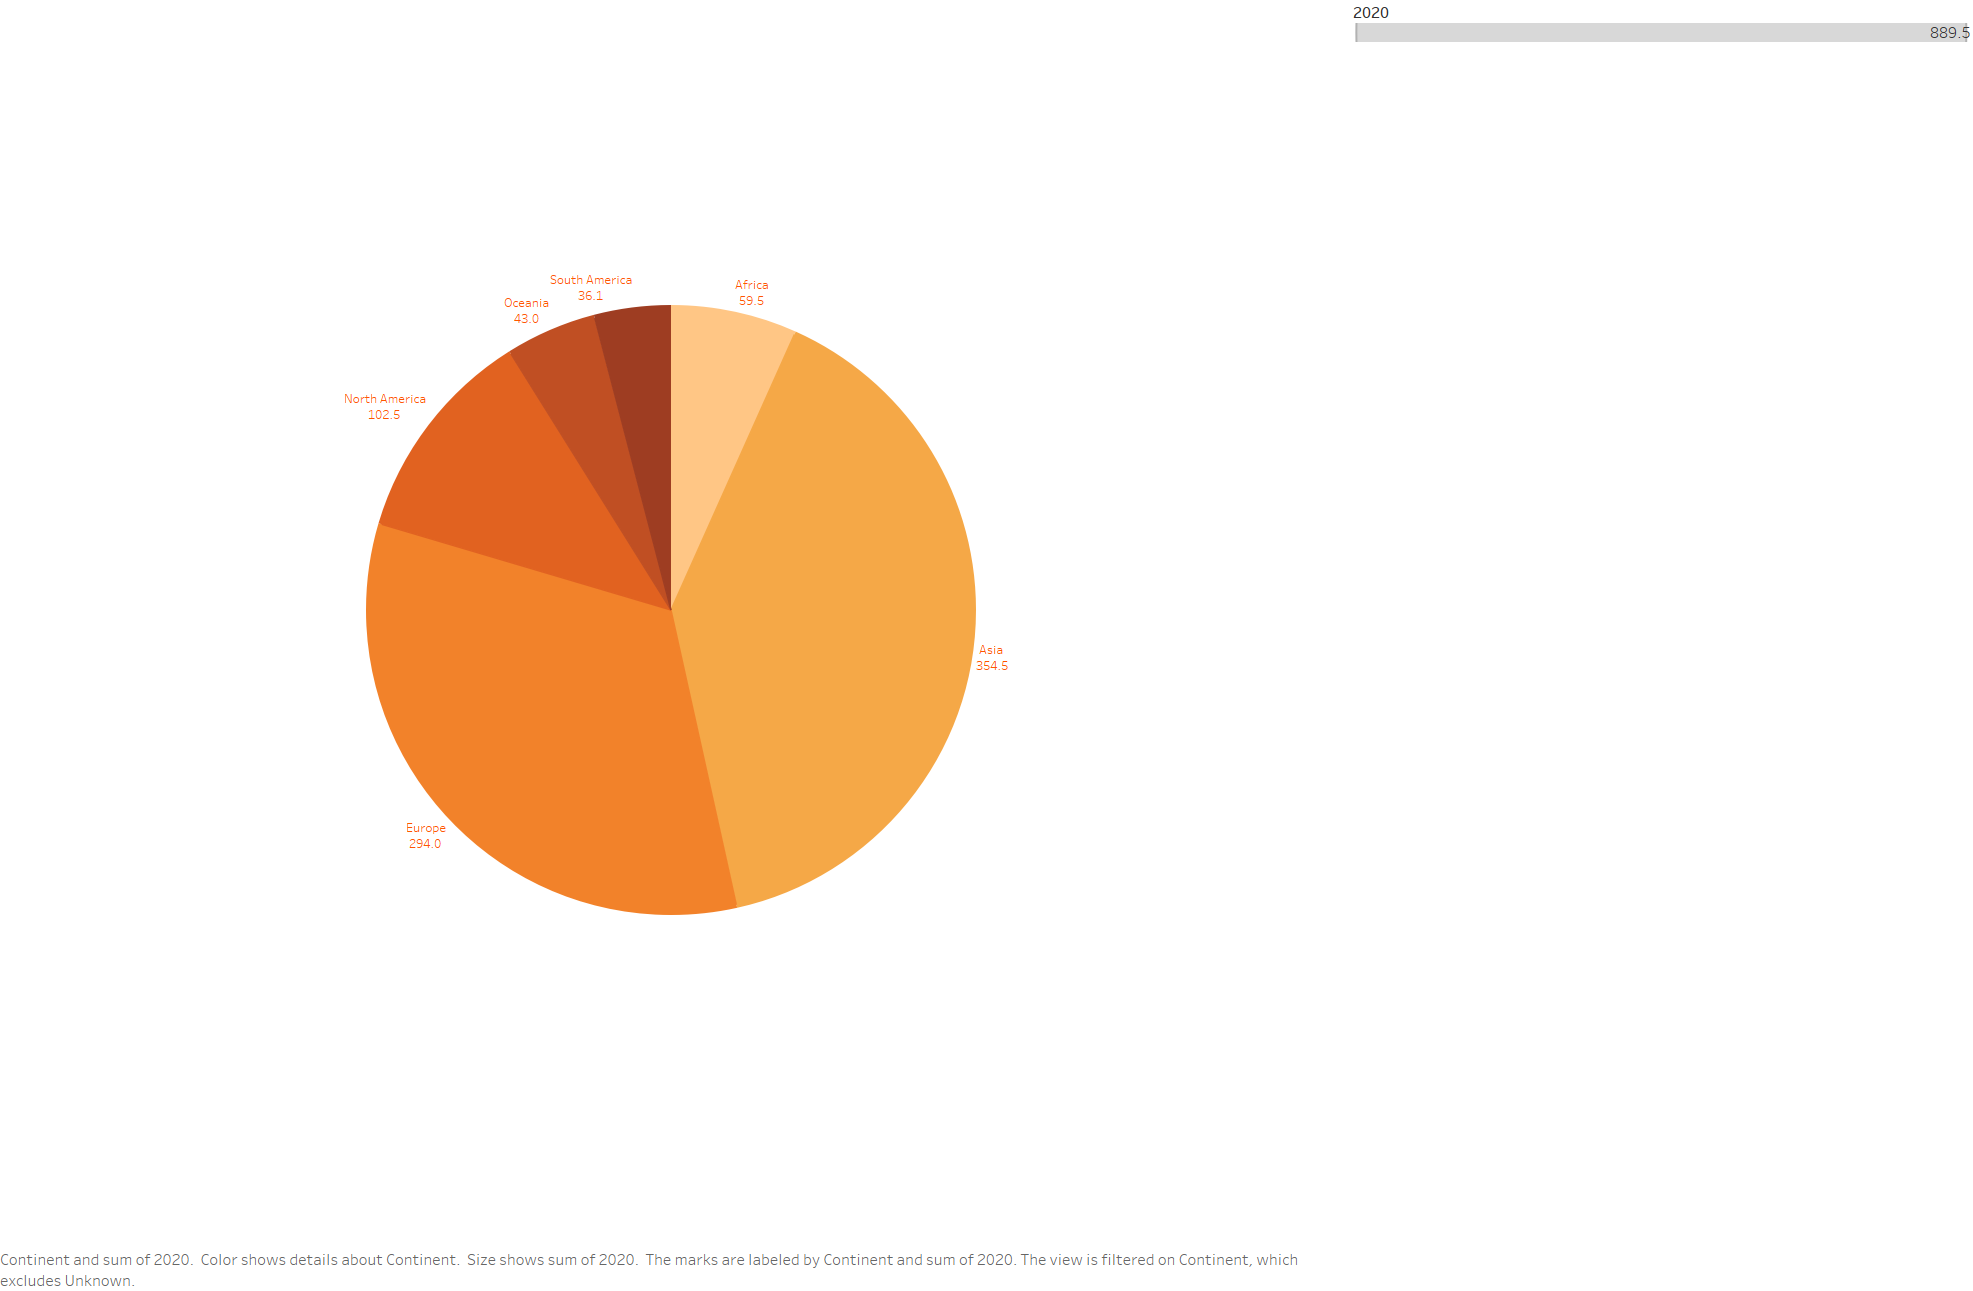 2020
889.5
South America
36.1
Africa
59.5
Oceania
43.0
North America
102.5
Asia
354.5
Europe
294.0
Continent and sum of 2020.  Color shows details about Continent.  Size shows sum of 2020.  The marks are labeled by Continent and sum of 2020. The view is filtered on Continent, which
excludes Unknown.